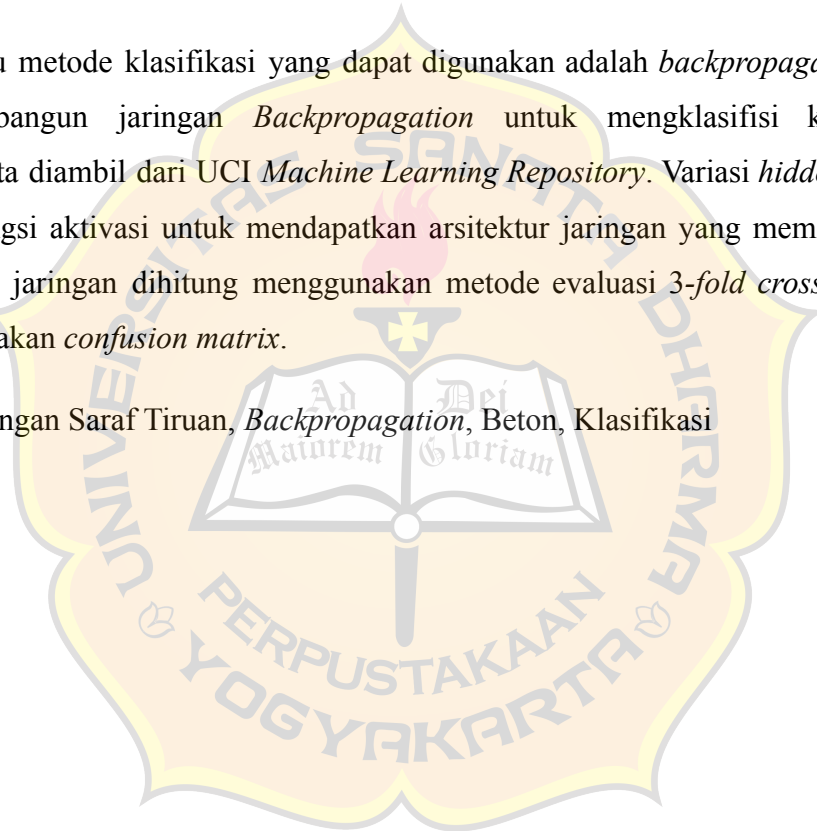 u metode klasifikasi yang dapat digunakan adalah backpropaga
bangun jaringan Backpropagation untuk mengklasifisi k
ta diambil dari UCI Machine Learning Repository. Variasi hidde
gsi aktivasi untuk mendapatkan arsitektur jaringan yang mem
jaringan dihitung menggunakan metode evaluasi 3-fold cross
akan confusion matrix.
ngan Saraf Tiruan, Backpropagation, Beton, Klasifikasi
UNIVERSITAS SANATA DHARMA
Ad Dei
Maiorem Gloriam
PERPUSTAKAAN
YOGYAKARTA